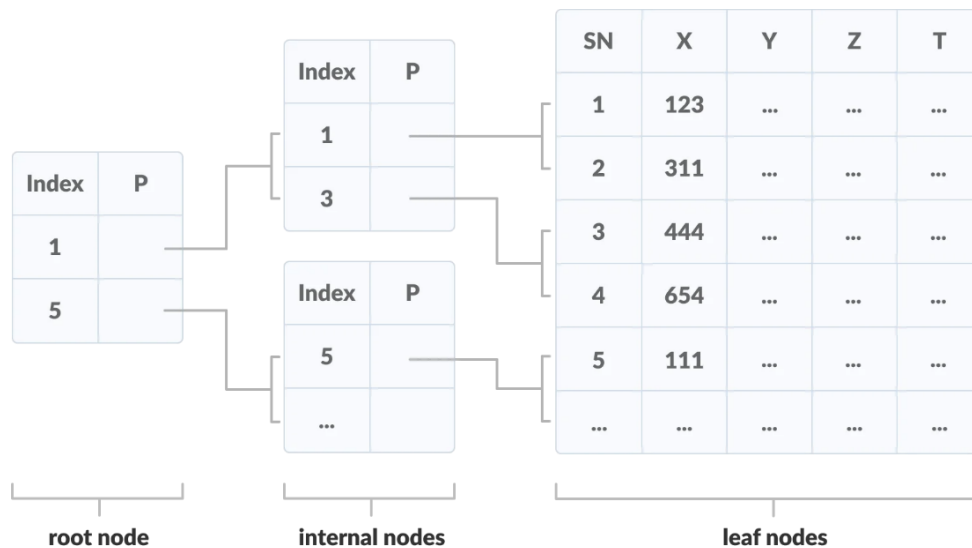 Index P
1
5
Index P
1
3
Index P
5
...
SN X Y Z T
1 123 ... ... ...
2 311 ... ... ...
3 444 ... ... ...
4 654 ... ... ...
5 111 ... ... ...
... ... ... ... ...
root node
internal nodes
leaf nodes